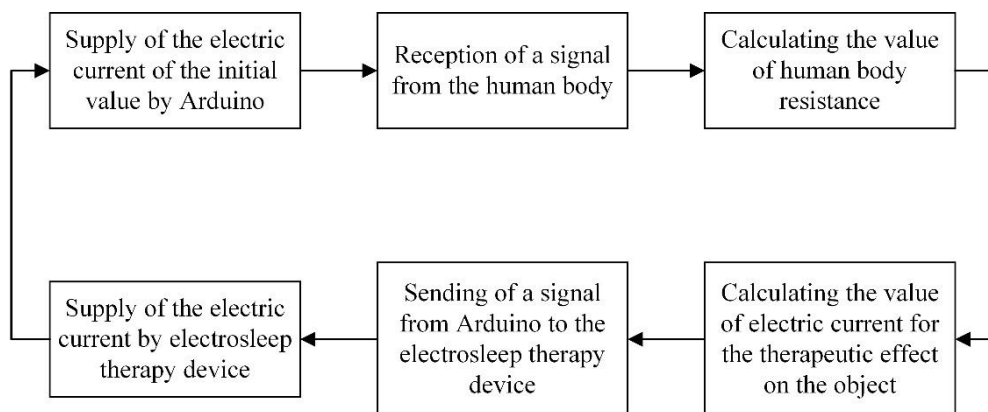 Supply of the electric
current of the initial
value by Arduino
Reception of a signal
from the human body
Calculating the value
of human body
resistance
Supply of the electric
current by electrosleep
therapy device
Sending of a signal
from Arduino to the
electrosleep therapy
device
Calculating the value
of electric current for
the therapeutic effect
on the object